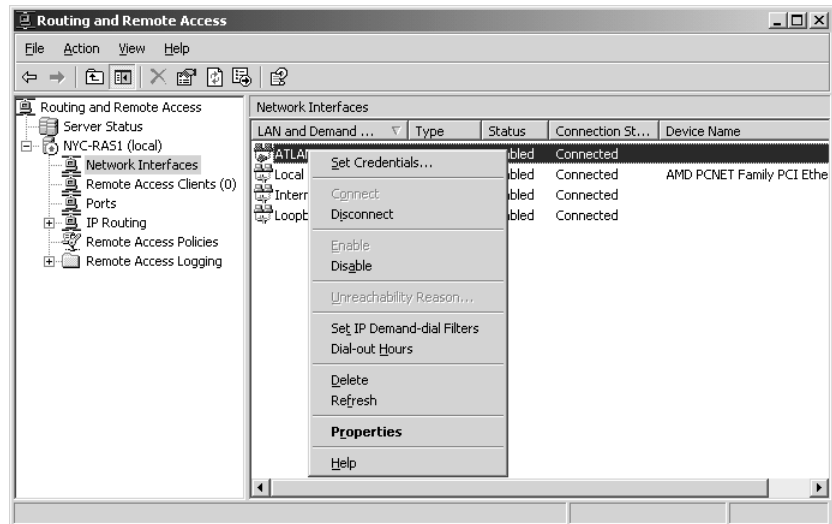 Routing and Remote Access
File Action View Help
Routing and Remote Access
Server Status
NYC-RAS1 (local)
Network Interfaces
Remote Access Clients (0)
Ports
IP Routing
Remote Access Policies
Remote Access Logging
Network Interfaces
LAN and Demand ... Type Status Connection St... Device Name
ATLA bled Connected
Local bled Connected AMD PCNET Family PCI Ethe
Intern bled Connected
Loopb bled Connected
Set Credentials...
Connect
Disconnect
Enable
Disable
Unreachability Reason...
Set IP Demand-dial Filters
Dial-out Hours
Delete
Refresh
Properties
Help